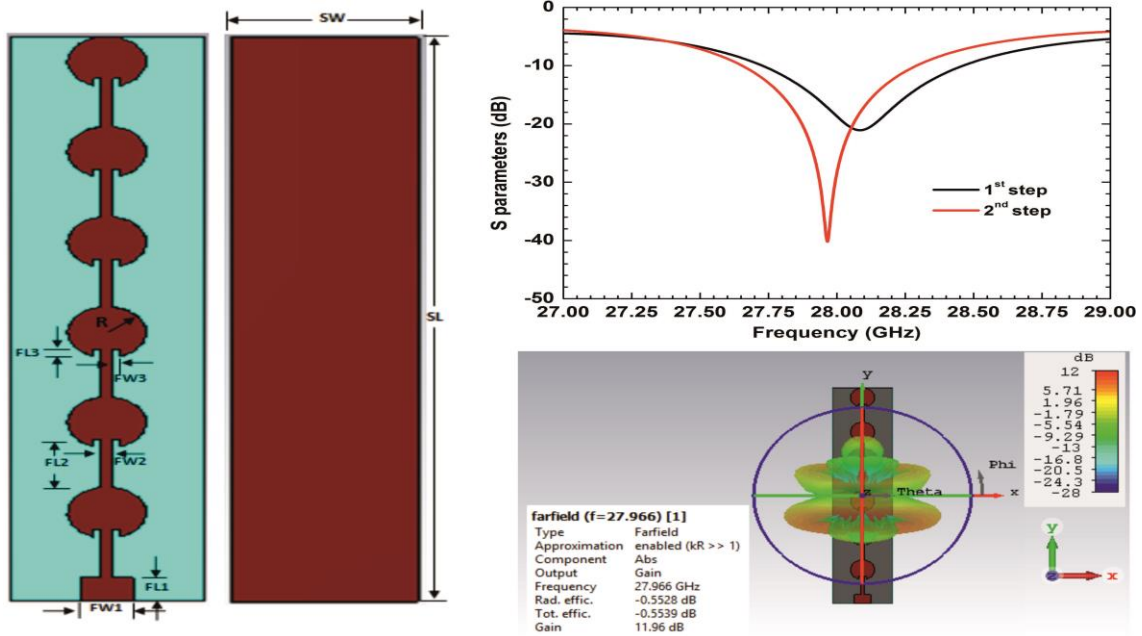 SW
SL
R
FL3
FW3
FL2
FW2
FL1
FW1
0
-10
-20
-30
-40
-50
S parameters (dB)
1st step
2nd step
27.00 27.25 27.50 27.75 28.00 28.25 28.50 28.75 29.00
Frequency (GHz)
dB
12
5.71
1.96
-1.79
-5.54
-9.29
-13
-16.8
-20.5
-24.3
-28
y
Phi
z Theta x
y
z x
farfield (f=27.966) [1]
Type Farfield
Approximation enabled (kR >> 1)
Component Abs
Output Gain
Frequency 27.966 GHz
Rad. effic. -0.5528 dB
Tot. effic. -0.5539 dB
Gain 11.96 dB